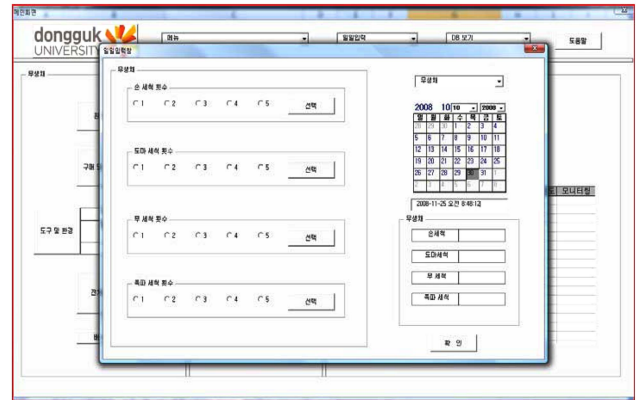 메인화면
dongguk
UNIVERSITY
메뉴
일일입력
DB 보기
도움말
일일입력창
무생채
무생채
손 세척 횟수
1 2 3 4 5 선택
도마 세척 횟수
1 2 3 4 5 선택
무 세척 횟수
1 2 3 4 5 선택
쪽파 세척 횟수
1 2 3 4 5 선택
무생채
2008 10 10 2008
일 월 화 수 목 금 토
28 29 30 1 2 3 4
5 6 7 8 9 10 11
12 13 14 15 16 17 18
19 20 21 22 23 24 25
26 27 28 29 30 31 1
2 3 4 5 6 7 8
2008-11-25 오전 8:48:12
무생채
손세척
도마세척
무 세척
쪽파 세척
확 인
도구 및 환경
모니터링